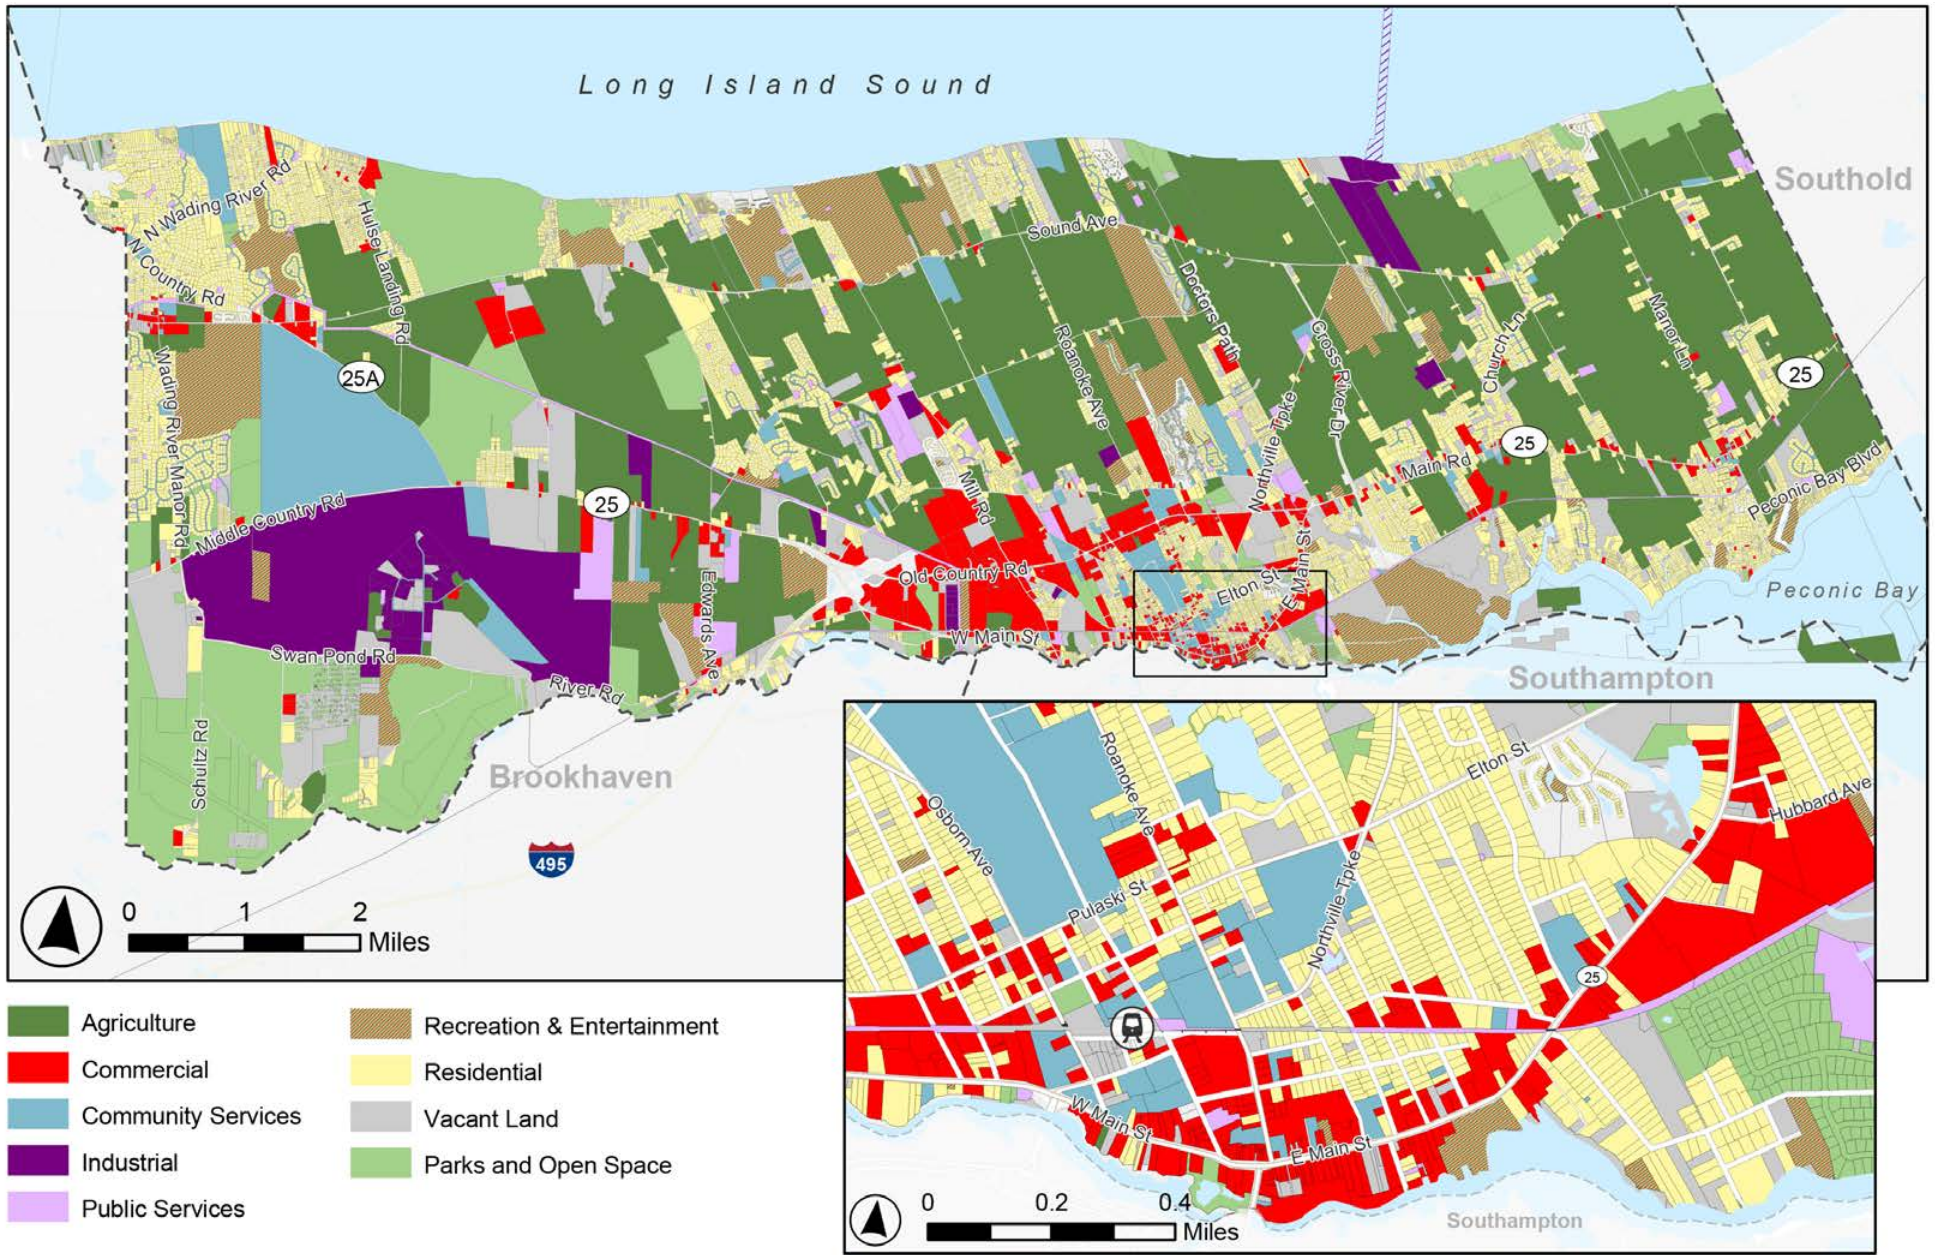 Long Island Sound
Southold
N Wading River Rd
Hulse Landing Rd
N Country Rd
Sound Ave
Doctors Path
Roanoke Ave
Cross River Dr
Church Ln
Manor Ln
25A
25
Wading River Manor Rd
Northville Tpke
25
Main Rd
Mill Rd
25
Middle Country Rd
Peconic Bay Blvd
Old Country Rd
Edwards Ave
Elton St
E Main St
Peconic Bay
W Main St
Swan Pond Rd
River Rd
Southampton
Schultz Rd
Brookhaven
495
0 1 2
Miles
Roanoke Ave
Elton St
Osborn Ave
Hubbard Ave
Pulaski St
Northville Tpke
25
W Main St
E Main St
0 0.2 0.4
Miles
Southampton
Agriculture
Commercial
Community Services
Industrial
Public Services
Recreation & Entertainment
Residential
Vacant Land
Parks and Open Space